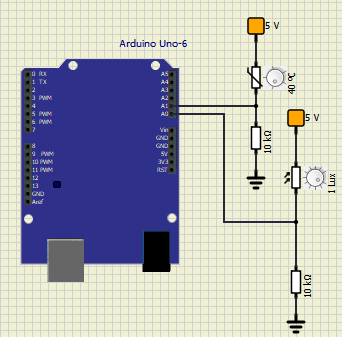 Arduino Uno-6
5 V
40 ºC
10 kΩ
5 V
1 Lux
10 kΩ
0 RX
1 TX
2
3 PWM
4
5 PWM
6 PWM
7
8
9 PWM
10 PWM
11 PWM
12
13
GND
Aref
A5
A4
A3
A2
A1
A0
Vin
GND
GND
5V
3V3
RST